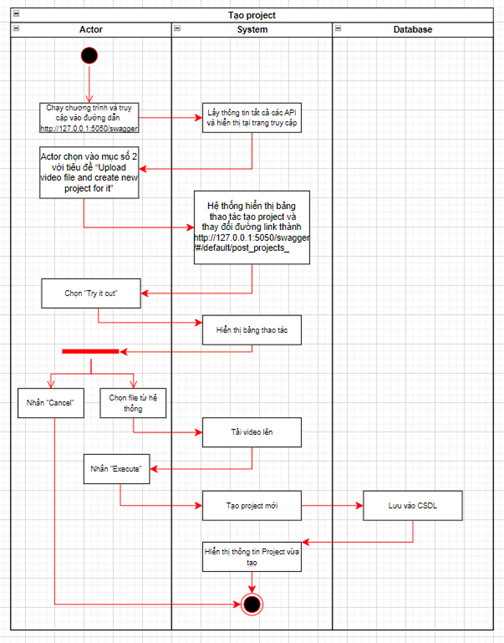 Tạo project
Actor
System
Database
Chạy chương trình và truy
cập vào đường dẫn
http://127.0.0.1:5050/swagger
Lấy thông tin tất cả các API
và hiển thị tại trang truy cập
Actor chọn vào mục số 2
với tiêu đề “Upload
video file and create new
project for it”
Hệ thống hiển thị bảng
thao tác tạo project và
thay đổi đường link thành
http://127.0.0.1:5050/swagger
/#/default/post_projects_
Chọn “Try it out”
Hiển thị bảng thao tác
Nhấn “Cancel”
Chọn file từ hệ
thống
Tải video lên
Nhấn “Execute”
Tạo project mới
Lưu vào CSDL
Hiển thị thông tin Project vừa
tạo